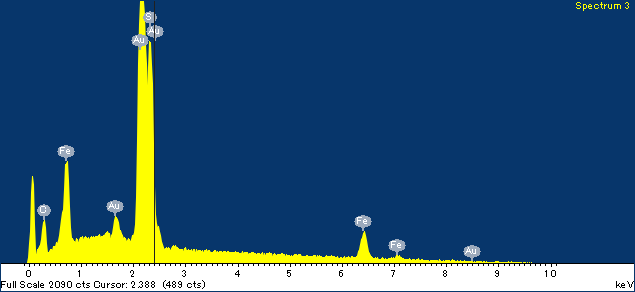 Spectrum 3
S
Au
Au
Fe
Au
Fe
Fe
Au
0 1 2 3 4 5 6 7 8 9 10
Full Scale 2090 cts Cursor: 2.388 (489 cts) keV